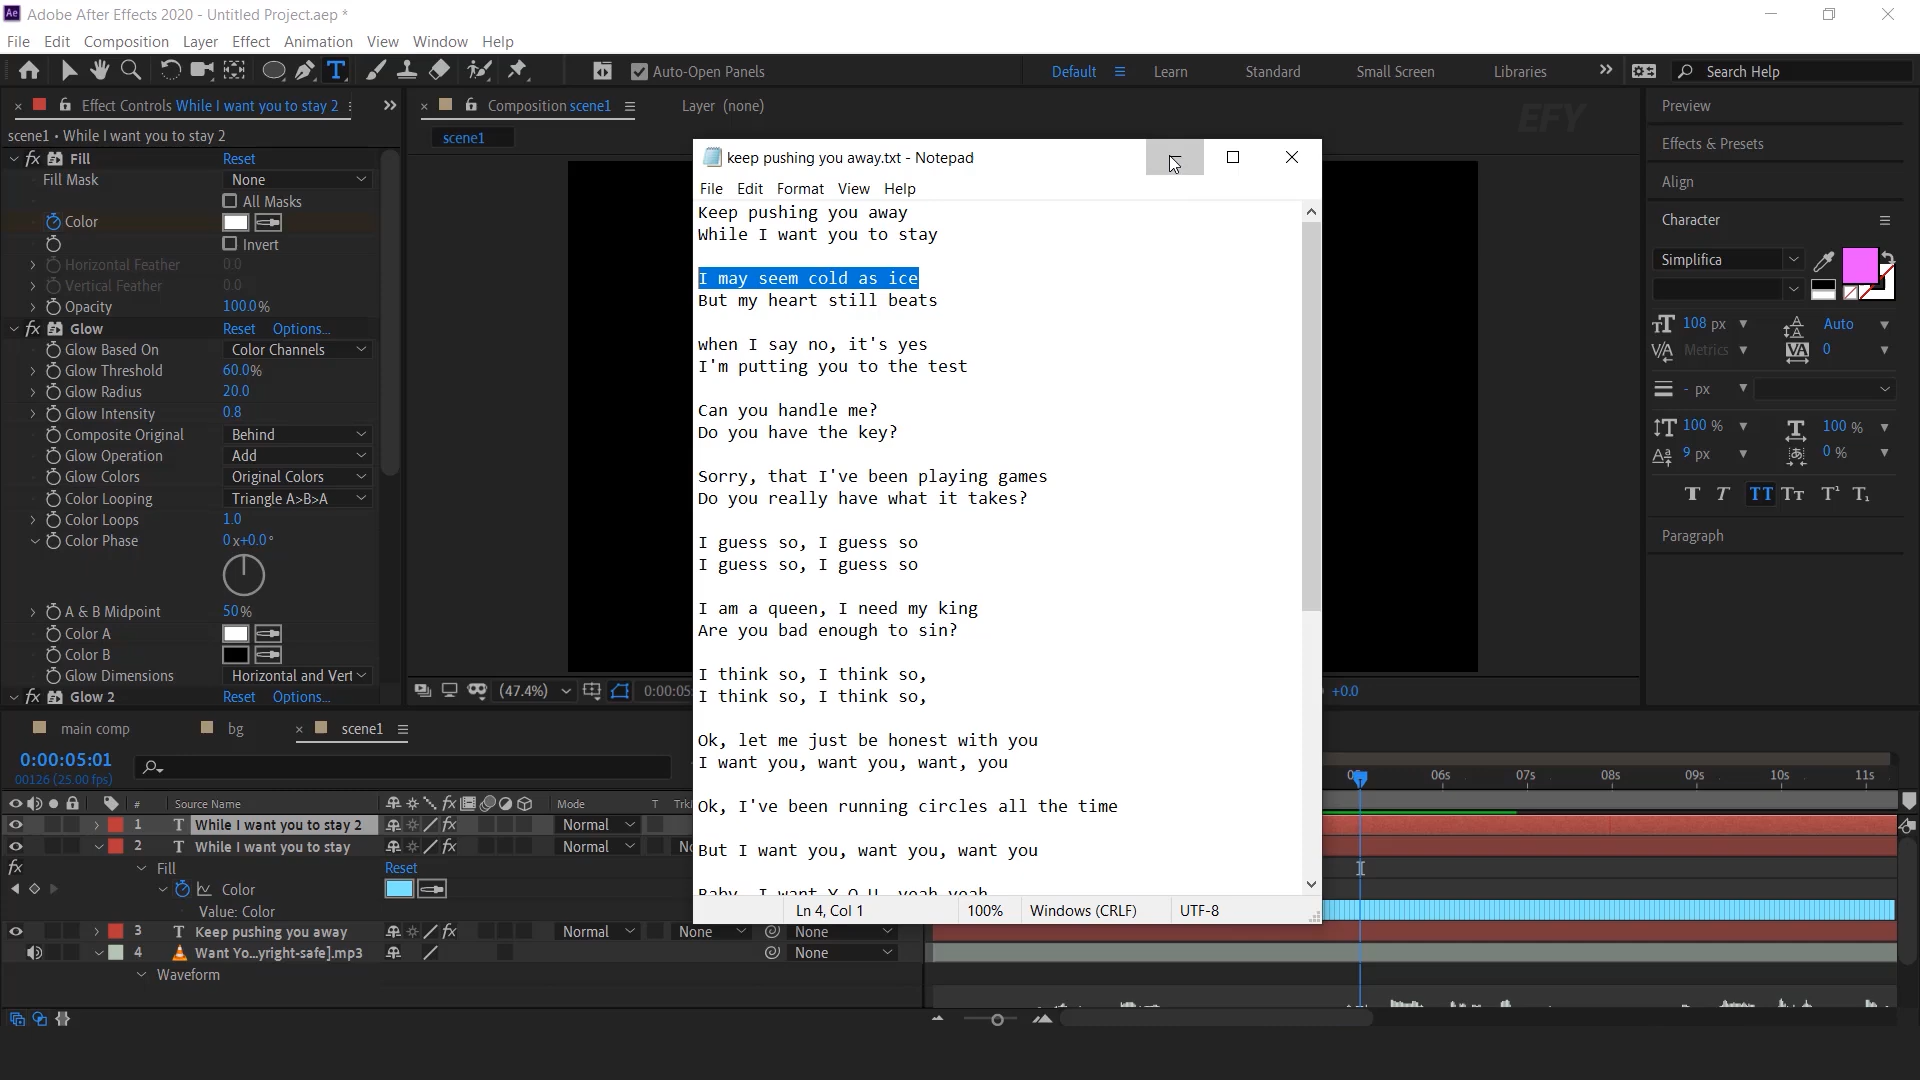 Adobe After Effects 2020 - Untitled Project.aep *
File Edit Composition Layer Effect Animation View Window Help
Auto-Open Panels
Default
Learn
Standard
Small Screen
Libraries
Search Help
Effect Controls While I want you to stay 2
Composition scene1
Layer (none)
scene1 • While I want you to stay 2
scene1
EFY
Fill Reset
Fill Mask None
All Masks
Color
Invert
Horizontal Feather 0.0
Vertical Feather 0.0
Opacity 100.0%
Glow Reset Options...
Glow Based On Color Channels
Glow Threshold 60.0%
Glow Radius 20.0
Glow Intensity 0.8
Composite Original Behind
Glow Operation Add
Glow Colors Original Colors
Color Looping Triangle A>B>A
Color Loops 1.0
Color Phase 0x+0.0°
A & B Midpoint 50%
Color A
Color B
Glow Dimensions Horizontal and Vert
Glow 2 Reset Options...
keep pushing you away.txt - Notepad
File Edit Format View Help
Keep pushing you away
While I want you to stay
I may seem cold as ice
But my heart still beats
when I say no, it's yes
I'm putting you to the test
Can you handle me?
Do you have the key?
Sorry, that I've been playing games
Do you really have what it takes?
I guess so, I guess so
I guess so, I guess so
I am a queen, I need my king
Are you bad enough to sin?
I think so, I think so,
I think so, I think so,
Ok, let me just be honest with you
I want you, want you, want, you
Ok, I've been running circles all the time
But I want you, want you, want you
Baby, I want Y.O.U. yeah yeah
Ln 4, Col 1
100%
Windows (CRLF)
UTF-8
Preview
Effects & Presets
Align
Character
Simplifica
108 px
Auto
Metrics
0
- px
100 %
100 %
9 px
0 %
T T TT Tт T¹ T₁
Paragraph
(47.4%)
0:00:05:
+0.0
main comp
bg
scene1
0:00:05:01
00126 (25.00 fps)
# Source Name
Mode
T Trk
1 While I want you to stay 2 Normal
2 While I want you to stay Normal
Fill Reset
Color
Value: Color
3 Keep pushing you away Normal None None
4 Want Yo...yright-safe].mp3 None
Waveform
06s
07s
08s
09s
10s
11s